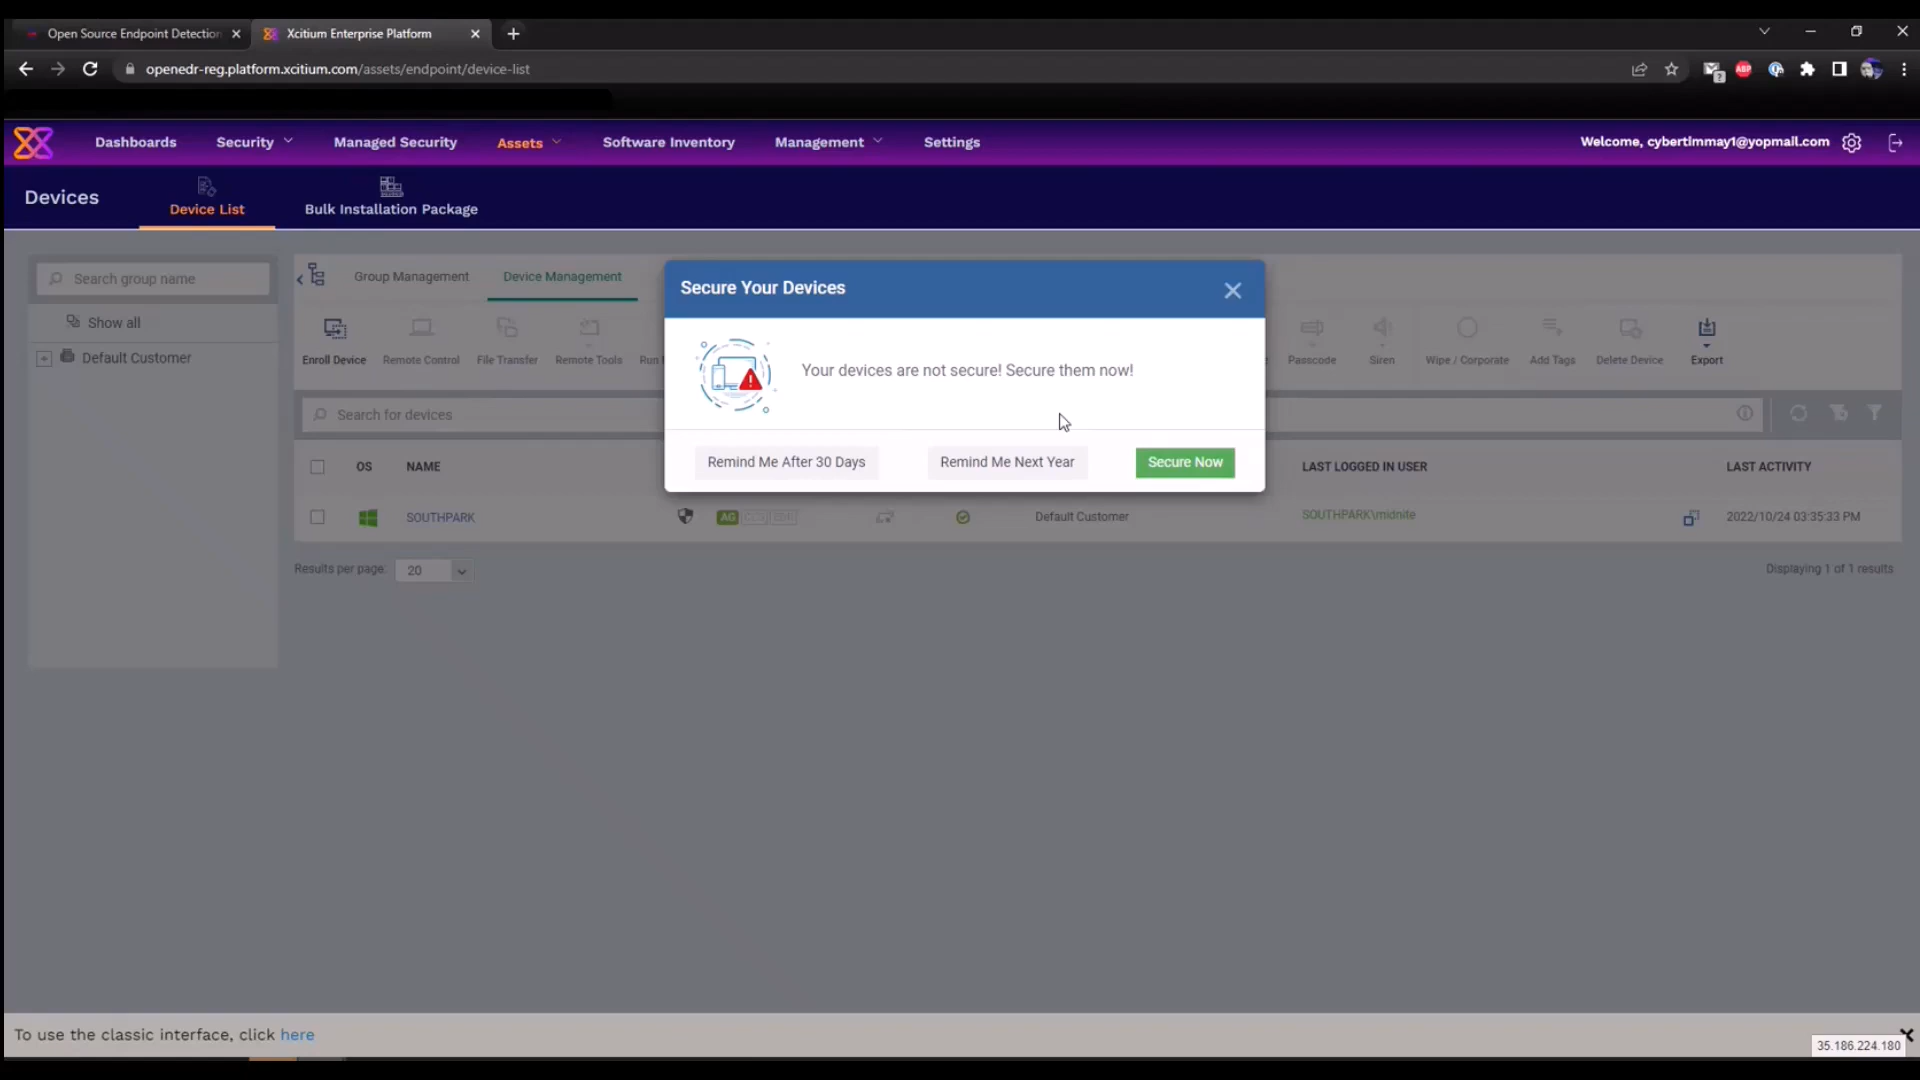 Open Source Endpoint Detection
Xcitium Enterprise Platform
openedr-reg.platform.xcitium.com/assets/endpoint/device-list
ABP
Dashboards
Security
Managed Security
Assets
Software Inventory
Management
Settings
Welcome, cybertimmay1@yopmail.com
Devices
Device List
Bulk Installation Package
Search group name
Show all
Default Customer
Group Management
Device Management
Enroll Device
Remote Control
File Transfer
Remote Tools
Run
Passcode
Siren
Wipe / Corporate
Add Tags
Delete Device
Export
Secure Your Devices
Your devices are not secure! Secure them now!
Remind Me After 30 Days
Remind Me Next Year
Secure Now
Search for devices
OS
NAME
LAST LOGGED IN USER
LAST ACTIVITY
SOUTHPARK
AG
Default Customer
SOUTHPARK\midnite
2022/10/24 03:35:33 PM
Results per page:
20
Displaying 1 of 1 results
To use the classic interface, click here
35.186.224.180